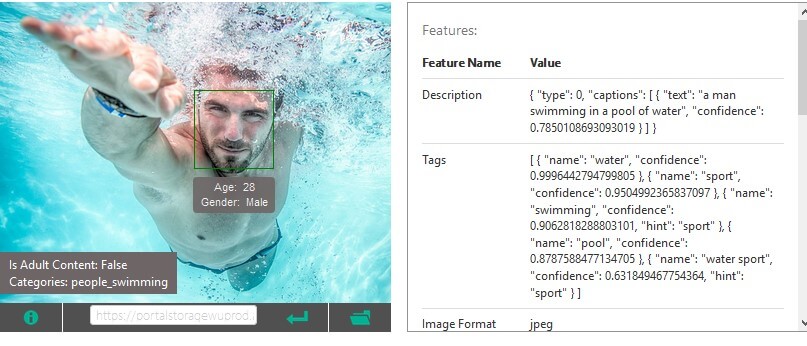 Age: 28
Gender: Male
Is Adult Content: False
Categories: people_swimming
https://portalstoragewuprod.
Features:
Feature Name Value
Description { "type": 0, "captions": [ { "text": "a man
swimming in a pool of water", "confidence":
0.7850108693093019 } ] }
Tags [ { "name": "water", "confidence":
0.9996442794799805 }, { "name": "sport",
"confidence": 0.9504992365837097 }, { "name":
"swimming", "confidence":
0.9062818288803101, "hint": "sport" }, {
"name": "pool", "confidence":
0.8787588477134705 }, { "name": "water sport",
"confidence": 0.631849467754364, "hint":
"sport" } ]
Image Format jpeg